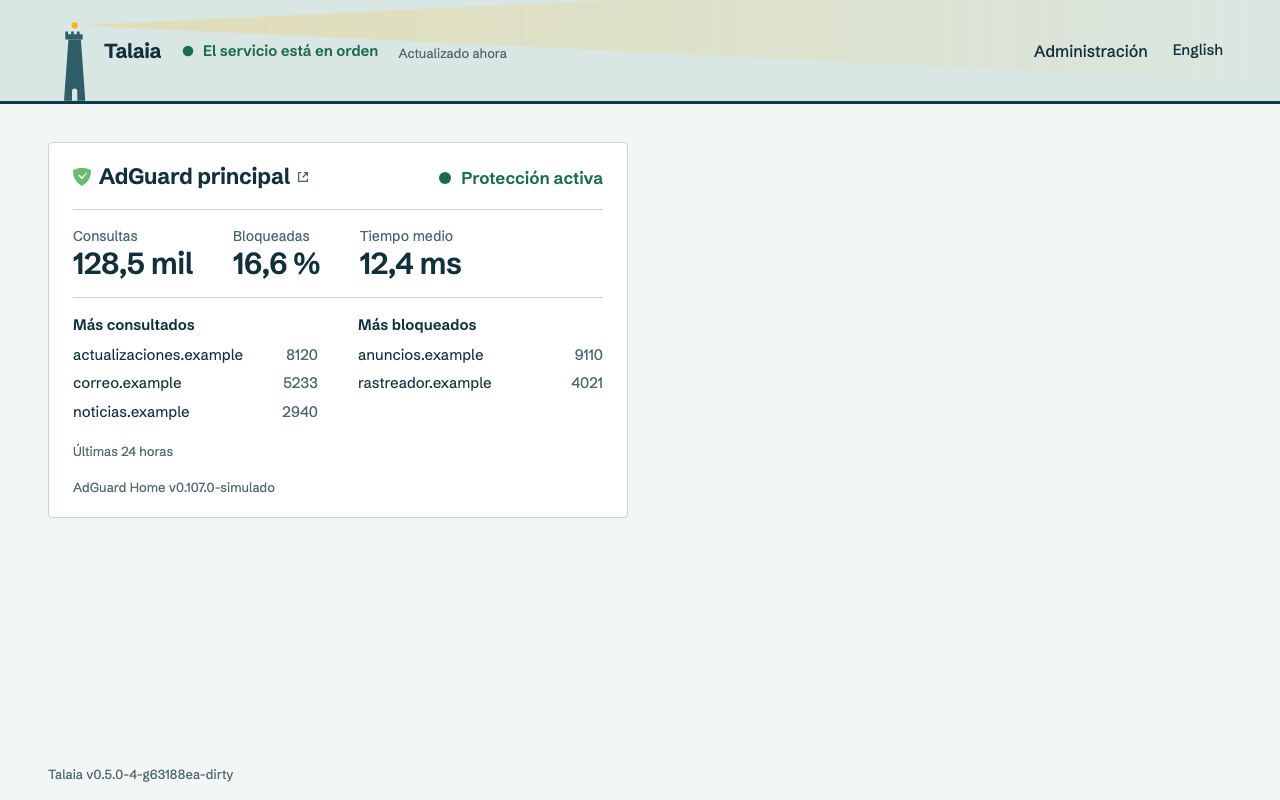 Talaia
El servicio está en orden
Actualizado ahora
Administración
English
AdGuard principal
Protección activa
Consultas
Bloqueadas
Tiempo medio
128,5 mil
16,6 %
12,4 ms
Más consultados
actualizaciones.example 8120
correo.example 5233
noticias.example 2940
Más bloqueados
anuncios.example 9110
rastreador.example 4021
Últimas 24 horas
AdGuard Home v0.107.0-simulado
Talaia v0.5.0-4-g63188ea-dirty